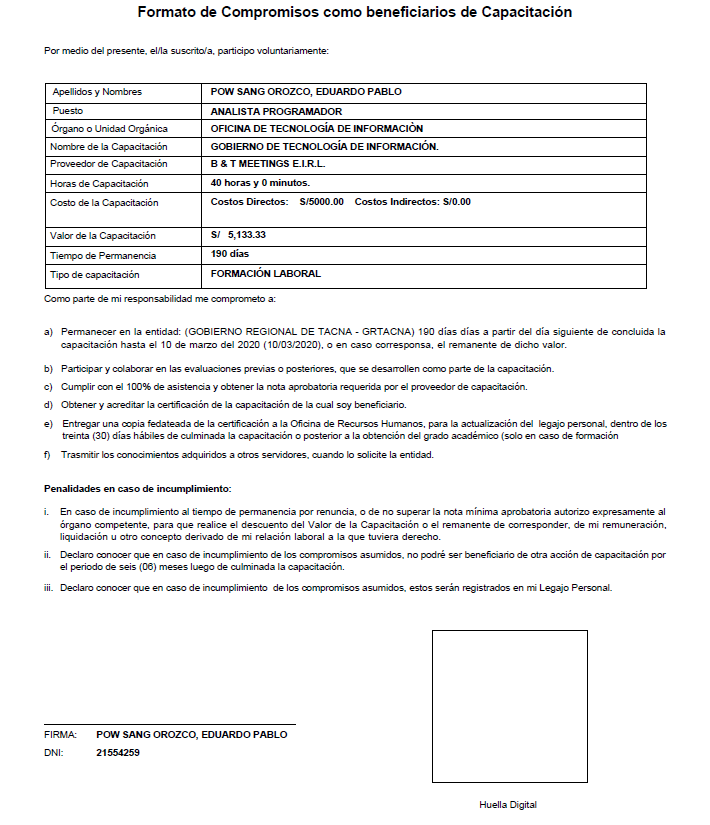 Formato de Compromisos como beneficiarios de Capacitación
Por medio del presente, el/la suscrito/a, participo voluntariamente:
Apellidos y Nombres POW SANG OROZCO, EDUARDO PABLO
Puesto ANALISTA PROGRAMADOR
Órgano o Unidad Orgánica OFICINA DE TECNOLOGÍA DE INFORMACIÒN
Nombre de la Capacitación GOBIERNO DE TECNOLOGÍA DE INFORMACIÓN.
Proveedor de Capacitación B & T MEETINGS E.I.R.L.
Horas de Capacitación 40 horas y 0 minutos.
Costo de la Capacitación Costos Directos: S/5000.00 Costos Indirectos: S/0.00
Valor de la Capacitación S/ 5,133.33
Tiempo de Permanencia 190 días
Tipo de capacitación FORMACIÓN LABORAL
Como parte de mi responsabilidad me comprometo a:
a) Permanecer en la entidad: (GOBIERNO REGIONAL DE TACNA - GRTACNA) 190 días días a partir del día siguiente de concluida la
capacitación hasta el 10 de marzo del 2020 (10/03/2020), o en caso corresponsa, el remanente de dicho valor.
b) Participar y colaborar en las evaluaciones previas o posteriores, que se desarrollen como parte de la capacitación.
c) Cumplir con el 100% de asistencia y obtener la nota aprobatoria requerida por el proveedor de capacitación.
d) Obtener y acreditar la certificación de la capacitación de la cual soy beneficiario.
e) Entregar una copia fedateada de la certificación a la Oficina de Recursos Humanos, para la actualización del legajo personal, dentro de los
treinta (30) días hábiles de culminada la capacitación o posterior a la obtención del grado académico (solo en caso de formación
f) Trasmitir los conocimientos adquiridos a otros servidores, cuando lo solicite la entidad.
Penalidades en caso de incumplimiento:
i. En caso de incumplimiento al tiempo de permanencia por renuncia, o de no superar la nota mínima aprobatoria autorizo expresamente al
órgano competente, para que realice el descuento del Valor de la Capacitación o el remanente de corresponder, de mi remuneración,
liquidación u otro concepto derivado de mi relación laboral a la que tuviera derecho.
ii. Declaro conocer que en caso de incumplimiento de los compromisos asumidos, no podré ser beneficiario de otra acción de capacitación por
el periodo de seis (06) meses luego de culminada la capacitación.
iii. Declaro conocer que en caso de incumplimiento de los compromisos asumidos, estos serán registrados en mi Legajo Personal.
FIRMA: POW SANG OROZCO, EDUARDO PABLO
DNI: 21554259
Huella Digital